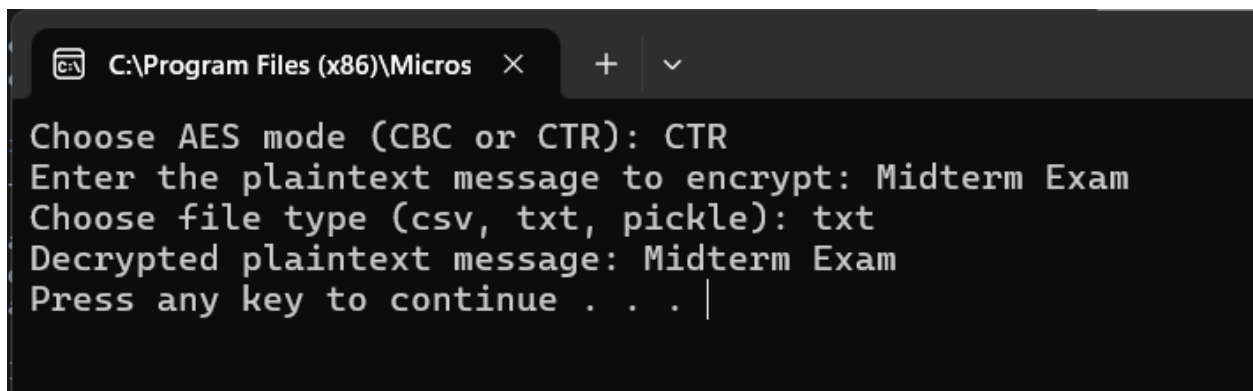 C:\Program Files (x86)\Micros
Choose AES mode (CBC or CTR): CTR
Enter the plaintext message to encrypt: Midterm Exam
Choose file type (csv, txt, pickle): txt
Decrypted plaintext message: Midterm Exam
Press any key to continue . . .